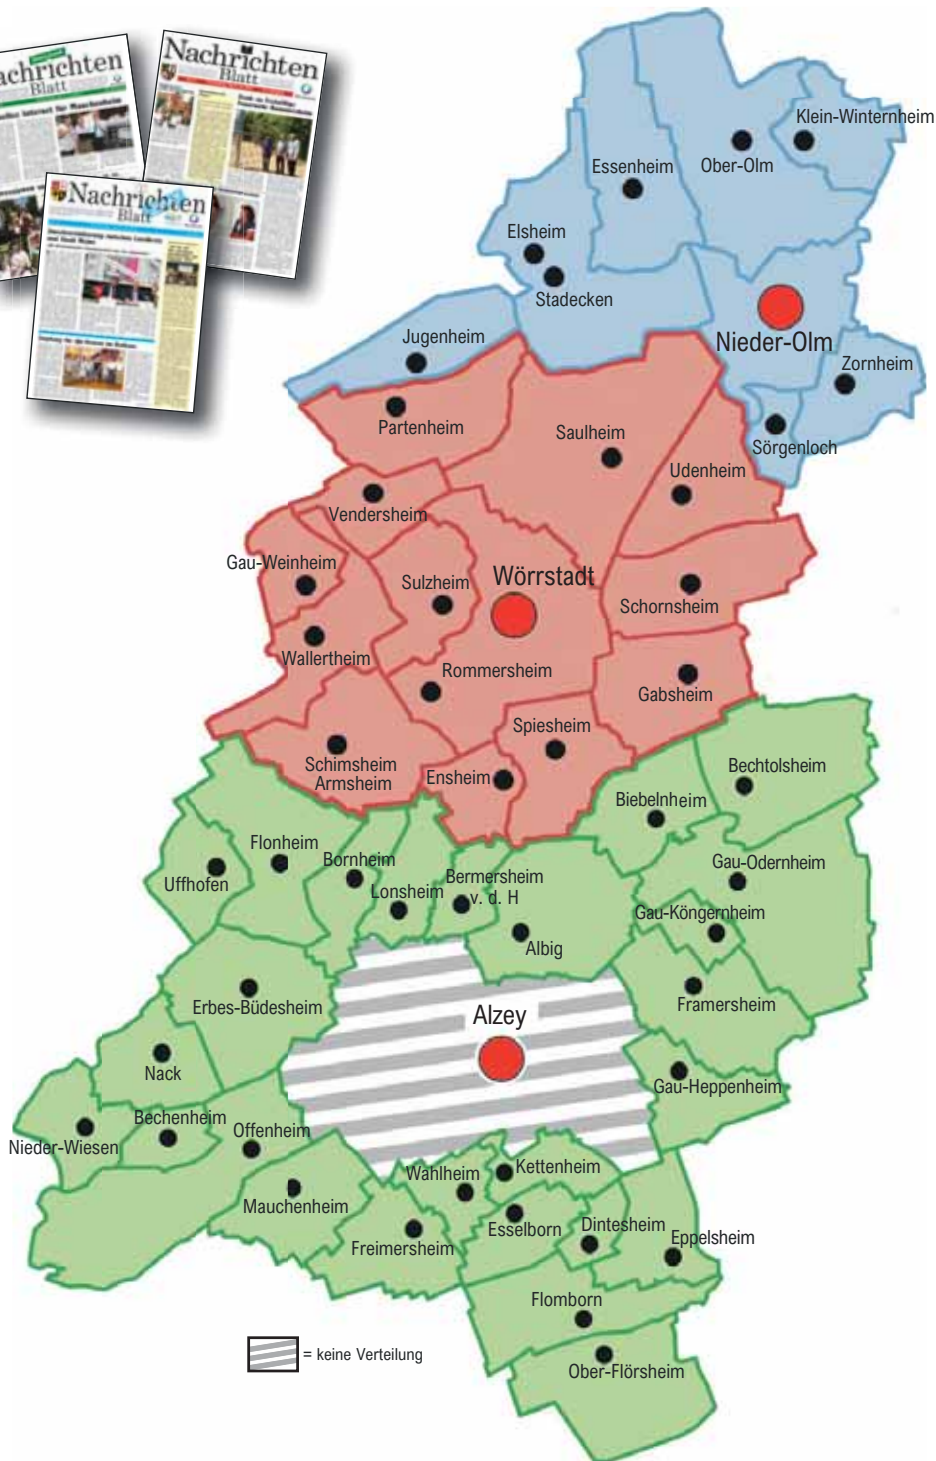 achrichten
Blatt
Nachrichten
Blatt
Nachrichten
Blatt
Klein-Winternheim
Ober-Olm
Essenheim
Elsheim
Stadecken
Nieder-Olm
Jugenheim
Zornheim
Partenheim
Saulheim
Sörgenloch
Udenheim
Vendersheim
Gau-Weinheim
Sulzheim
Wörrstadt
Schornsheim
Wallertheim
Rommersheim
Gabsheim
Spiesheim
Schimsheim
Armsheim
Ensheim
Bechtolsheim
Biebelnheim
Flonheim
Bornheim
Gau-Odernheim
Uffhofen
Lonsheim
Bermersheim
v. d. H
Gau-Köngernheim
Albig
Erbes-Büdesheim
Framersheim
Alzey
Nack
Gau-Heppenheim
Nieder-Wiesen
Bechenheim
Offenheim
Wahlheim
Kettenheim
Mauchenheim
Esselborn
Dintesheim
Eppelsheim
Freimersheim
Flomborn
= keine Verteilung
Ober-Flörsheim